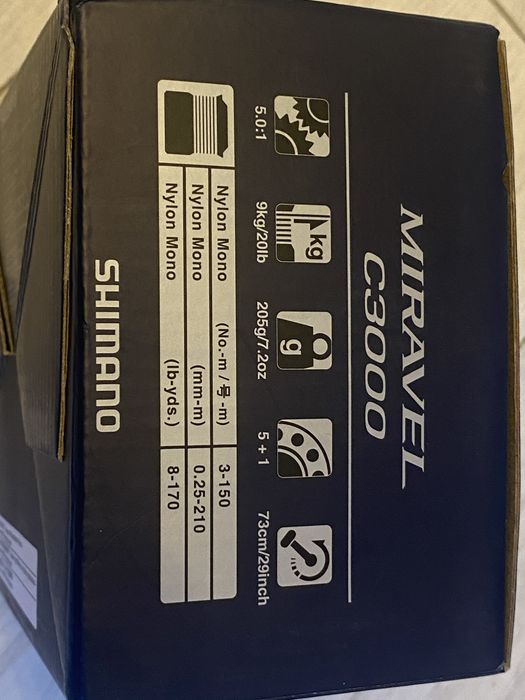 MIRAVEL
C3000
5.0:1
9kg/20lb
205g/7.2oz
5 + 1
73cm/29inch
kg
g
Nylon Mono (No.-m / 号 -m) 3-150
Nylon Mono (mm-m) 0.25-210
Nylon Mono (lb-yds.) 8-170
SHIMANO